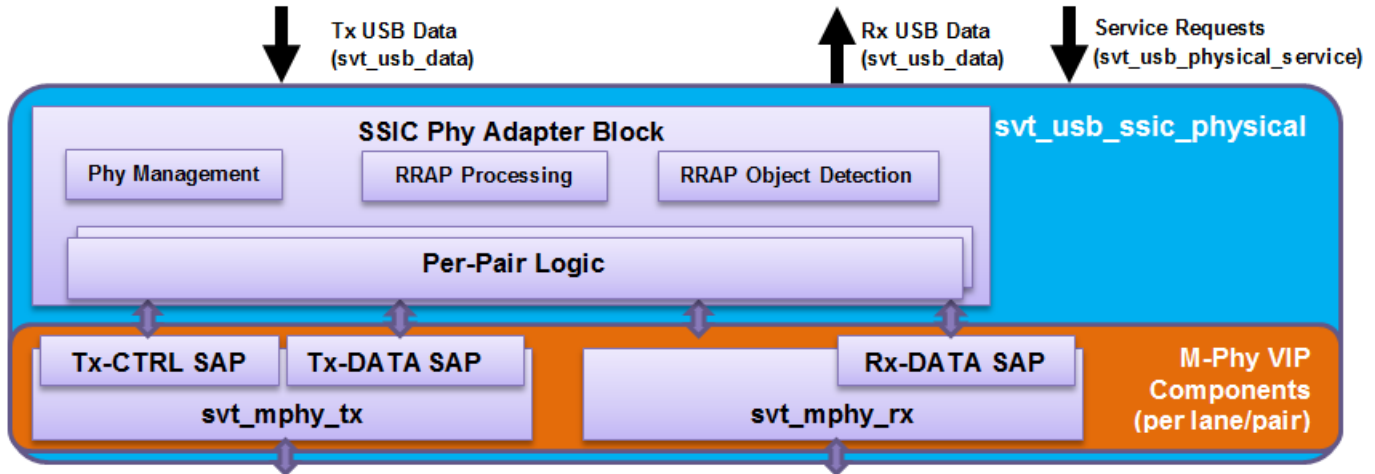 Tx USB Data
(svt_usb_data)
Rx USB Data
(svt_usb_data)
Service Requests
(svt_usb_physical_service)
SSIC Phy Adapter Block
svt_usb_ssic_physical
Phy Management
RRAP Processing
RRAP Object Detection
Per-Pair Logic
Tx-CTRL SAP
Tx-DATA SAP
Rx-DATA SAP
svt_mphy_tx
svt_mphy_rx
M-Phy VIP
Components
(per lane/pair)